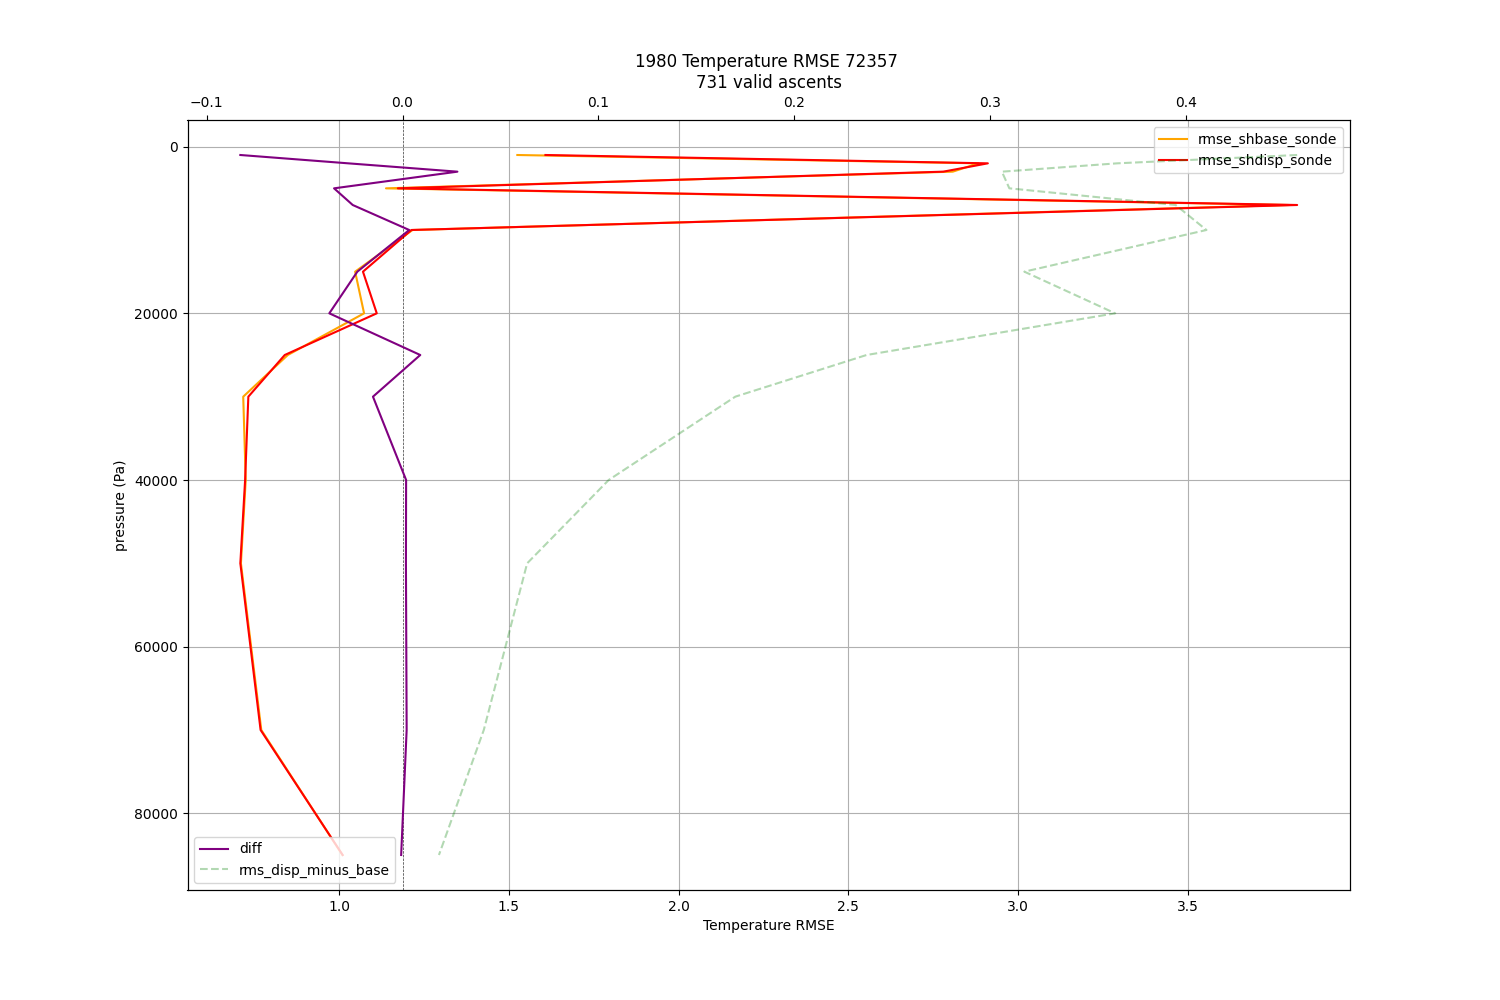 1980 Temperature RMSE 72357
731 valid ascents
−0.1 0.0 0.1 0.2 0.3 0.4
rmse_shbase_sonde
rmse_shdisp_sonde
0
20000
40000
60000
80000
pressure (Pa)
diff
rms_disp_minus_base
1.0 1.5 2.0 2.5 3.0 3.5
Temperature RMSE